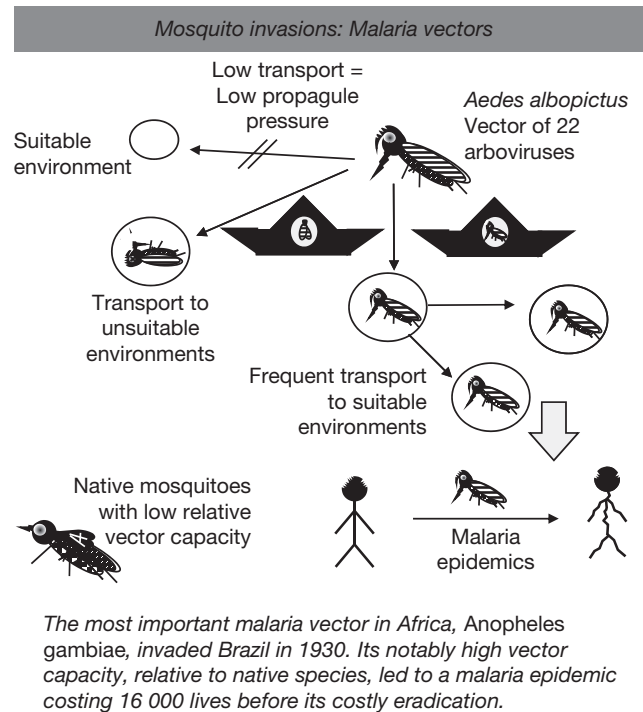 Mosquito invasions: Malaria vectors
Low transport =
Low propagule
pressure
Aedes albopictus
Vector of 22
arboviruses
Suitable
environment
Transport to
unsuitable
environments
Frequent transport
to suitable
environments
Native mosquitoes
with low relative
vector capacity
Malaria
epidemics
The most important malaria vector in Africa, Anopheles
gambiae, invaded Brazil in 1930. Its notably high vector
capacity, relative to native species, led to a malaria epidemic
costing 16 000 lives before its costly eradication.